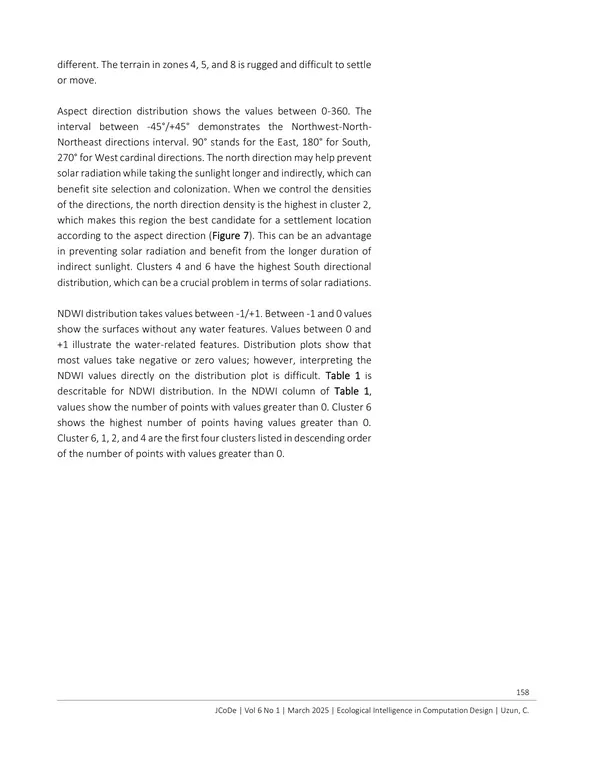 different. The terrain in zones 4, 5, and 8 is rugged and difficult to settle
or move.
Aspect direction distribution shows the values between 0-360. The
interval between -45°/+45° demonstrates the Northwest-North-
Northeast directions interval. 90° stands for the East, 180° for South,
270° for West cardinal directions. The north direction may help prevent
solar radiation while taking the sunlight longer and indirectly, which can
benefit site selection and colonization. When we control the densities
of the directions, the north direction density is the highest in cluster 2,
which makes this region the best candidate for a settlement location
according to the aspect direction (Figure 7). This can be an advantage
in preventing solar radiation and benefit from the longer duration of
indirect sunlight. Clusters 4 and 6 have the highest South directional
distribution, which can be a crucial problem in terms of solar radiations.
NDWI distribution takes values between -1/+1. Between -1 and 0 values
show the surfaces without any water features. Values between 0 and
+1 illustrate the water-related features. Distribution plots show that
most values take negative or zero values; however, interpreting the
NDWI values directly on the distribution plot is difficult. Table 1 is
descritable for NDWI distribution. In the NDWI column of Table 1,
values show the number of points with values greater than 0. Cluster 6
shows the highest number of points having values greater than 0.
Cluster 6, 1, 2, and 4 are the first four clusters listed in descending order
of the number of points with values greater than 0.
158
JCoDe | Vol 6 No 1 | March 2025 | Ecological Intelligence in Computation Design | Uzun, C.